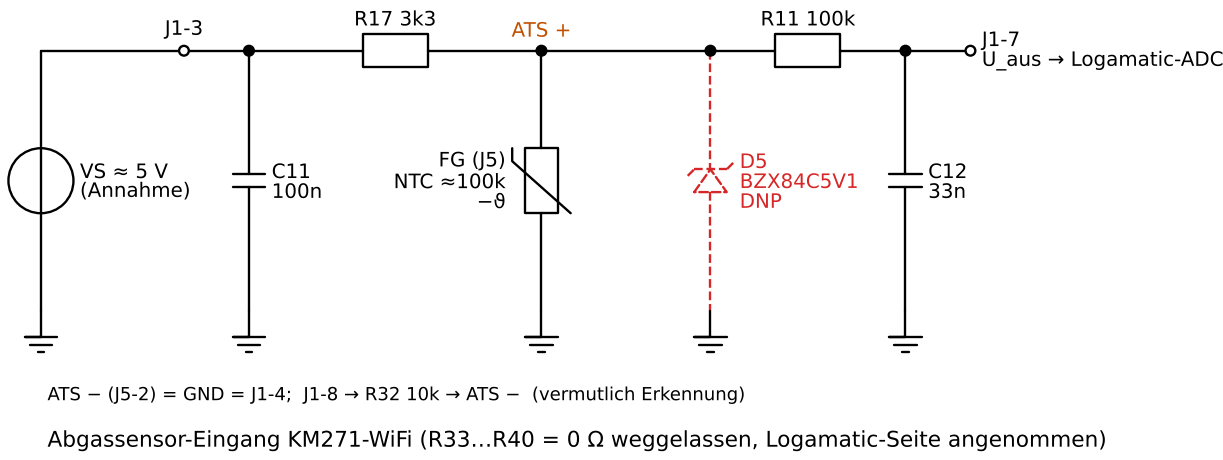 J1-3
R17 3k3
ATS +
R11 100k
J1-7
U_aus → Logamatic-ADC
VS ≈ 5 V
(Annahme)
C11
100n
FG (J5)
NTC ≈100k
−ϑ
D5
BZX84C5V1
DNP
C12
33n
ATS − (J5-2) = GND = J1-4;  J1-8 → R32 10k → ATS −  (vermutlich Erkennung)
Abgassensor-Eingang KM271-WiFi (R33…R40 = 0 Ω weggelassen, Logamatic-Seite angenommen)